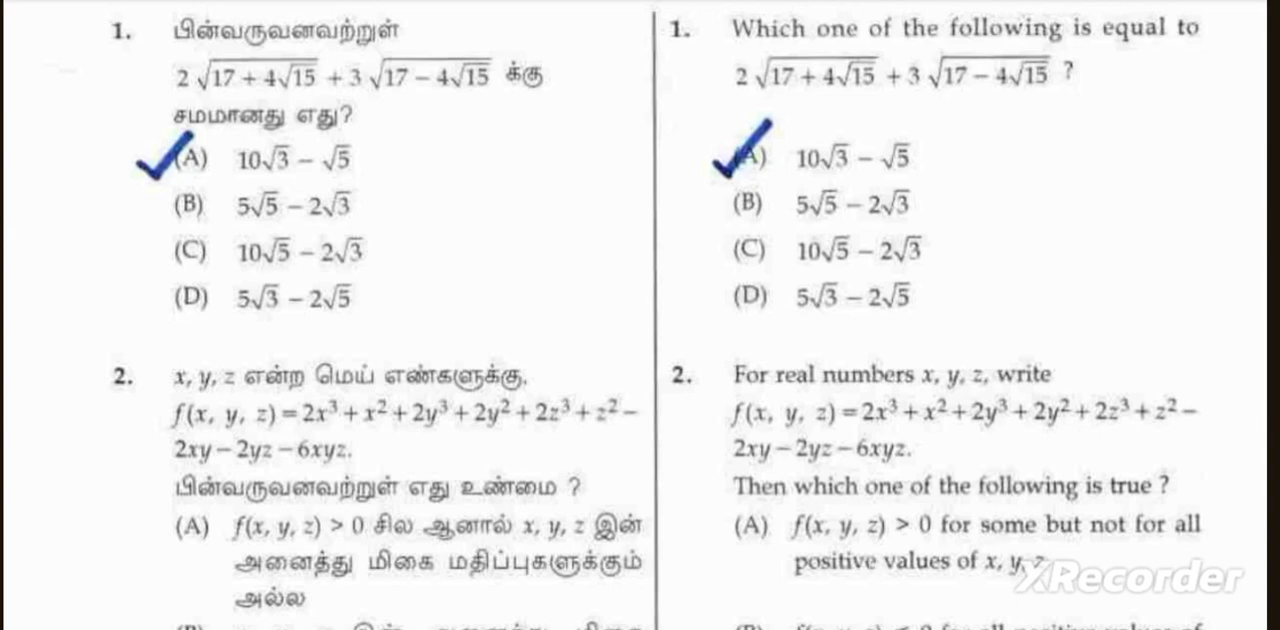 1. பின்வருவனவற்றுள்
2√(17 + 4√15) + 3√(17 – 4√15) க்கு
சமமானது எது?
(A) 10√3 – √5
(B) 5√5 – 2√3
(C) 10√5 – 2√3
(D) 5√3 – 2√5
2. x, y, z என்ற மெய் எண்களுக்கு,
f(x, y, z) = 2x³ + x² + 2y³ + 2y² + 2z³ + z² –
2xy – 2yz – 6xyz.
பின்வருவனவற்றுள் எது உண்மை ?
(A) f(x, y, z) > 0 சில ஆனால் x, y, z இன்
அனைத்து மிகை மதிப்புகளுக்கும்
அல்ல
1. Which one of the following is equal to
2√(17 + 4√15) + 3√(17 – 4√15) ?
(A) 10√3 – √5
(B) 5√5 – 2√3
(C) 10√5 – 2√3
(D) 5√3 – 2√5
2. For real numbers x, y, z, write
f(x, y, z) = 2x³ + x² + 2y³ + 2y² + 2z³ + z² –
2xy – 2yz – 6xyz.
Then which one of the following is true ?
(A) f(x, y, z) > 0 for some but not for all
positive values of x, y, z
XRecorder